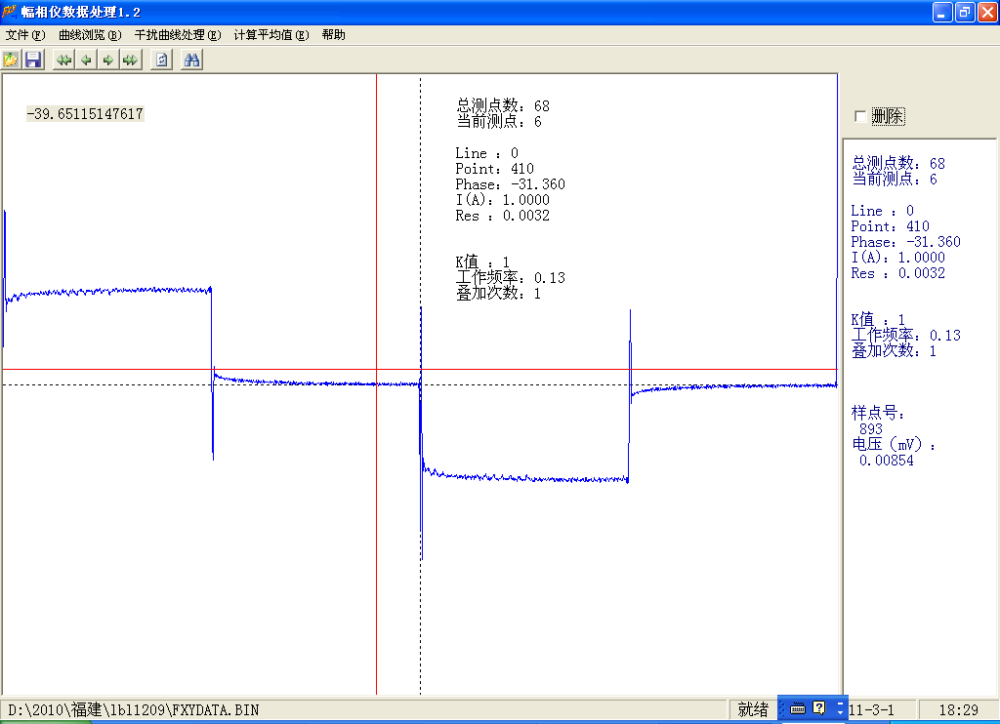 幅相仪数据处理1.2
文件(F) 曲线浏览(B) 干扰曲线处理(E) 计算平均值(E) 帮助
-39.65115147617
总测点数: 68
当前测点: 6
Line : 0
Point: 410
Phase: -31.360
I(A): 1.0000
Res : 0.0032
K值 : 1
工作频率: 0.13
叠加次数: 1
删除
总测点数: 68
当前测点: 6
Line : 0
Point: 410
Phase: -31.360
I(A): 1.0000
Res : 0.0032
K值 : 1
工作频率: 0.13
叠加次数: 1
样点号:
893
电压（mV）:
0.00854
D:\2010\福建\lbl1209\FXYDATA.BIN 就绪 11-3-1 18:29